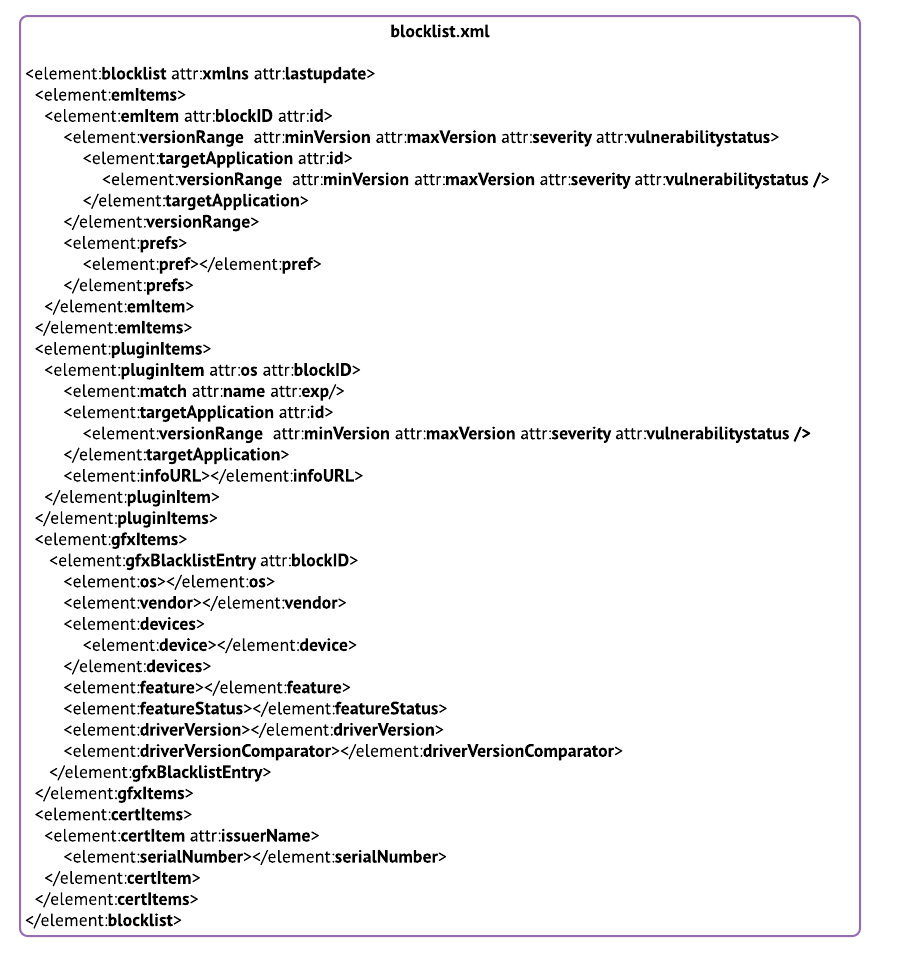 blocklist.xml
<element:blocklist attr:xmlns attr:lastupdate>
<element:emItems>
<element:emItem attr:blockID attr:id>
<element:versionRange attr:minVersion attr:maxVersion attr:severity attr:vulnerabilitystatus>
<element:targetApplication attr:id>
<element:versionRange attr:minVersion attr:maxVersion attr:severity attr:vulnerabilitystatus />
</element:targetApplication>
</element:versionRange>
<element:prefs>
<element:pref></element:pref>
</element:prefs>
</element:emItem>
</element:emItems>
<element:pluginItems>
<element:pluginItem attr:os attr:blockID>
<element:match attr:name attr:exp/>
<element:targetApplication attr:id>
<element:versionRange attr:minVersion attr:maxVersion attr:severity attr:vulnerabilitystatus />
</element:targetApplication>
<element:infoURL></element:infoURL>
</element:pluginItem>
</element:pluginItems>
<element:gfxItems>
<element:gfxBlacklistEntry attr:blockID>
<element:os></element:os>
<element:vendor></element:vendor>
<element:devices>
<element:device></element:device>
</element:devices>
<element:feature></element:feature>
<element:featureStatus></element:featureStatus>
<element:driverVersion></element:driverVersion>
<element:driverVersionComparator></element:driverVersionComparator>
</element:gfxBlacklistEntry>
</element:gfxItems>
<element:certItems>
<element:certItem attr:issuerName>
<element:serialNumber></element:serialNumber>
</element:certItem>
</element:certItems>
</element:blocklist>